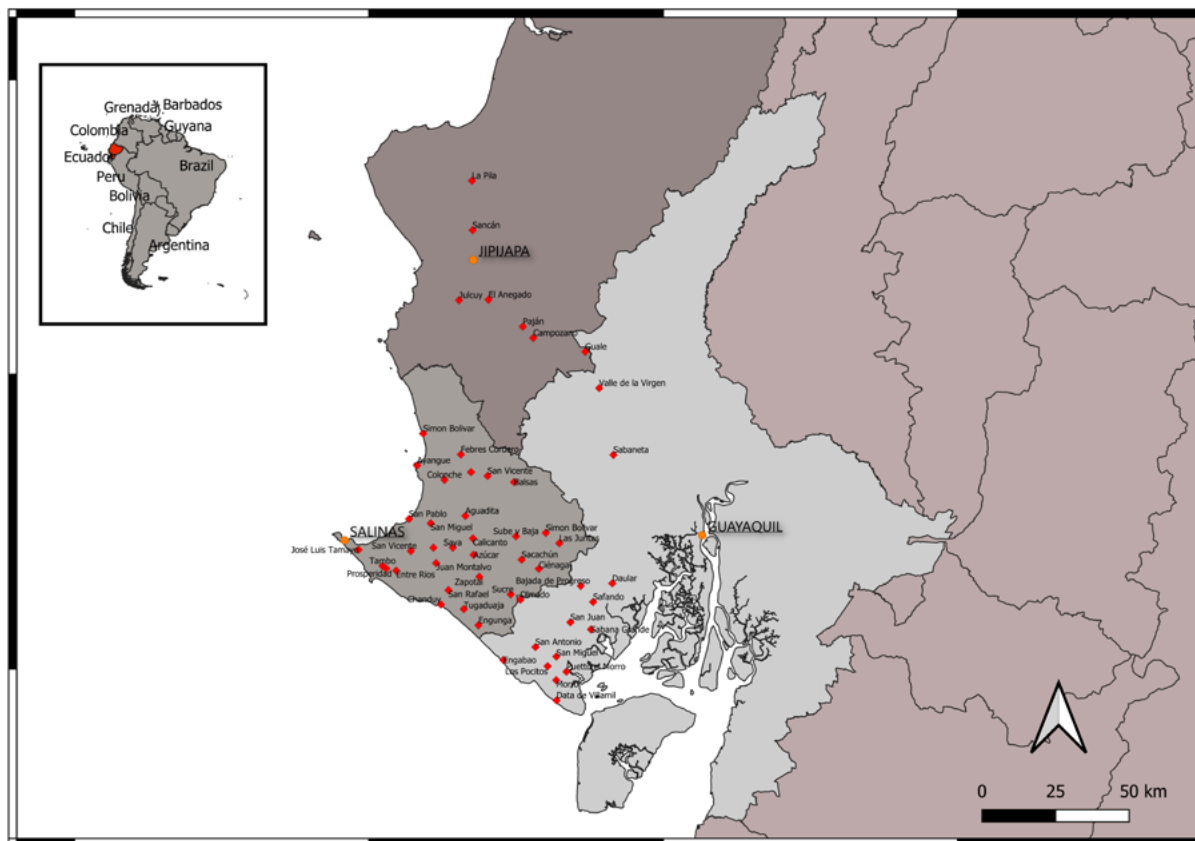 Grenada
Barbados
Colombia
Guyana
Ecuador
Brazil
Peru
Bolivia
Chile
Argentina
La Pila
Sancán
JIPIJAPA
Julcuy
El Anegado
Paján
Campozano
Guale
Valle de la Virgen
Simon Bolivar
Febres Cordero
Sabaneta
Ayangue
Colonche
San Vicente
Balsas
San Pablo
Aguadita
San Miguel
SALINAS
GUAYAQUIL
Sube y Baja
Simon Bolivar
Las Juntas
José Luis Tamayo
San Vicente
Saya
Calicanto
Azúcar
Sacachún
Tambo
Juan Montalvo
Ciénaga
Prosperidad
Entre Rios
Zapotal
Bajada de Progreso
Daular
San Rafael
Sucre
Olmedo
Safando
Chanduy
Tugaduaja
Engunga
San Juan
Sabana Grande
San Antonio
San Miguel
Engabao
Los Pocitos
Puerto el Morro
Morro
Data de Villamil
0 25 50 km